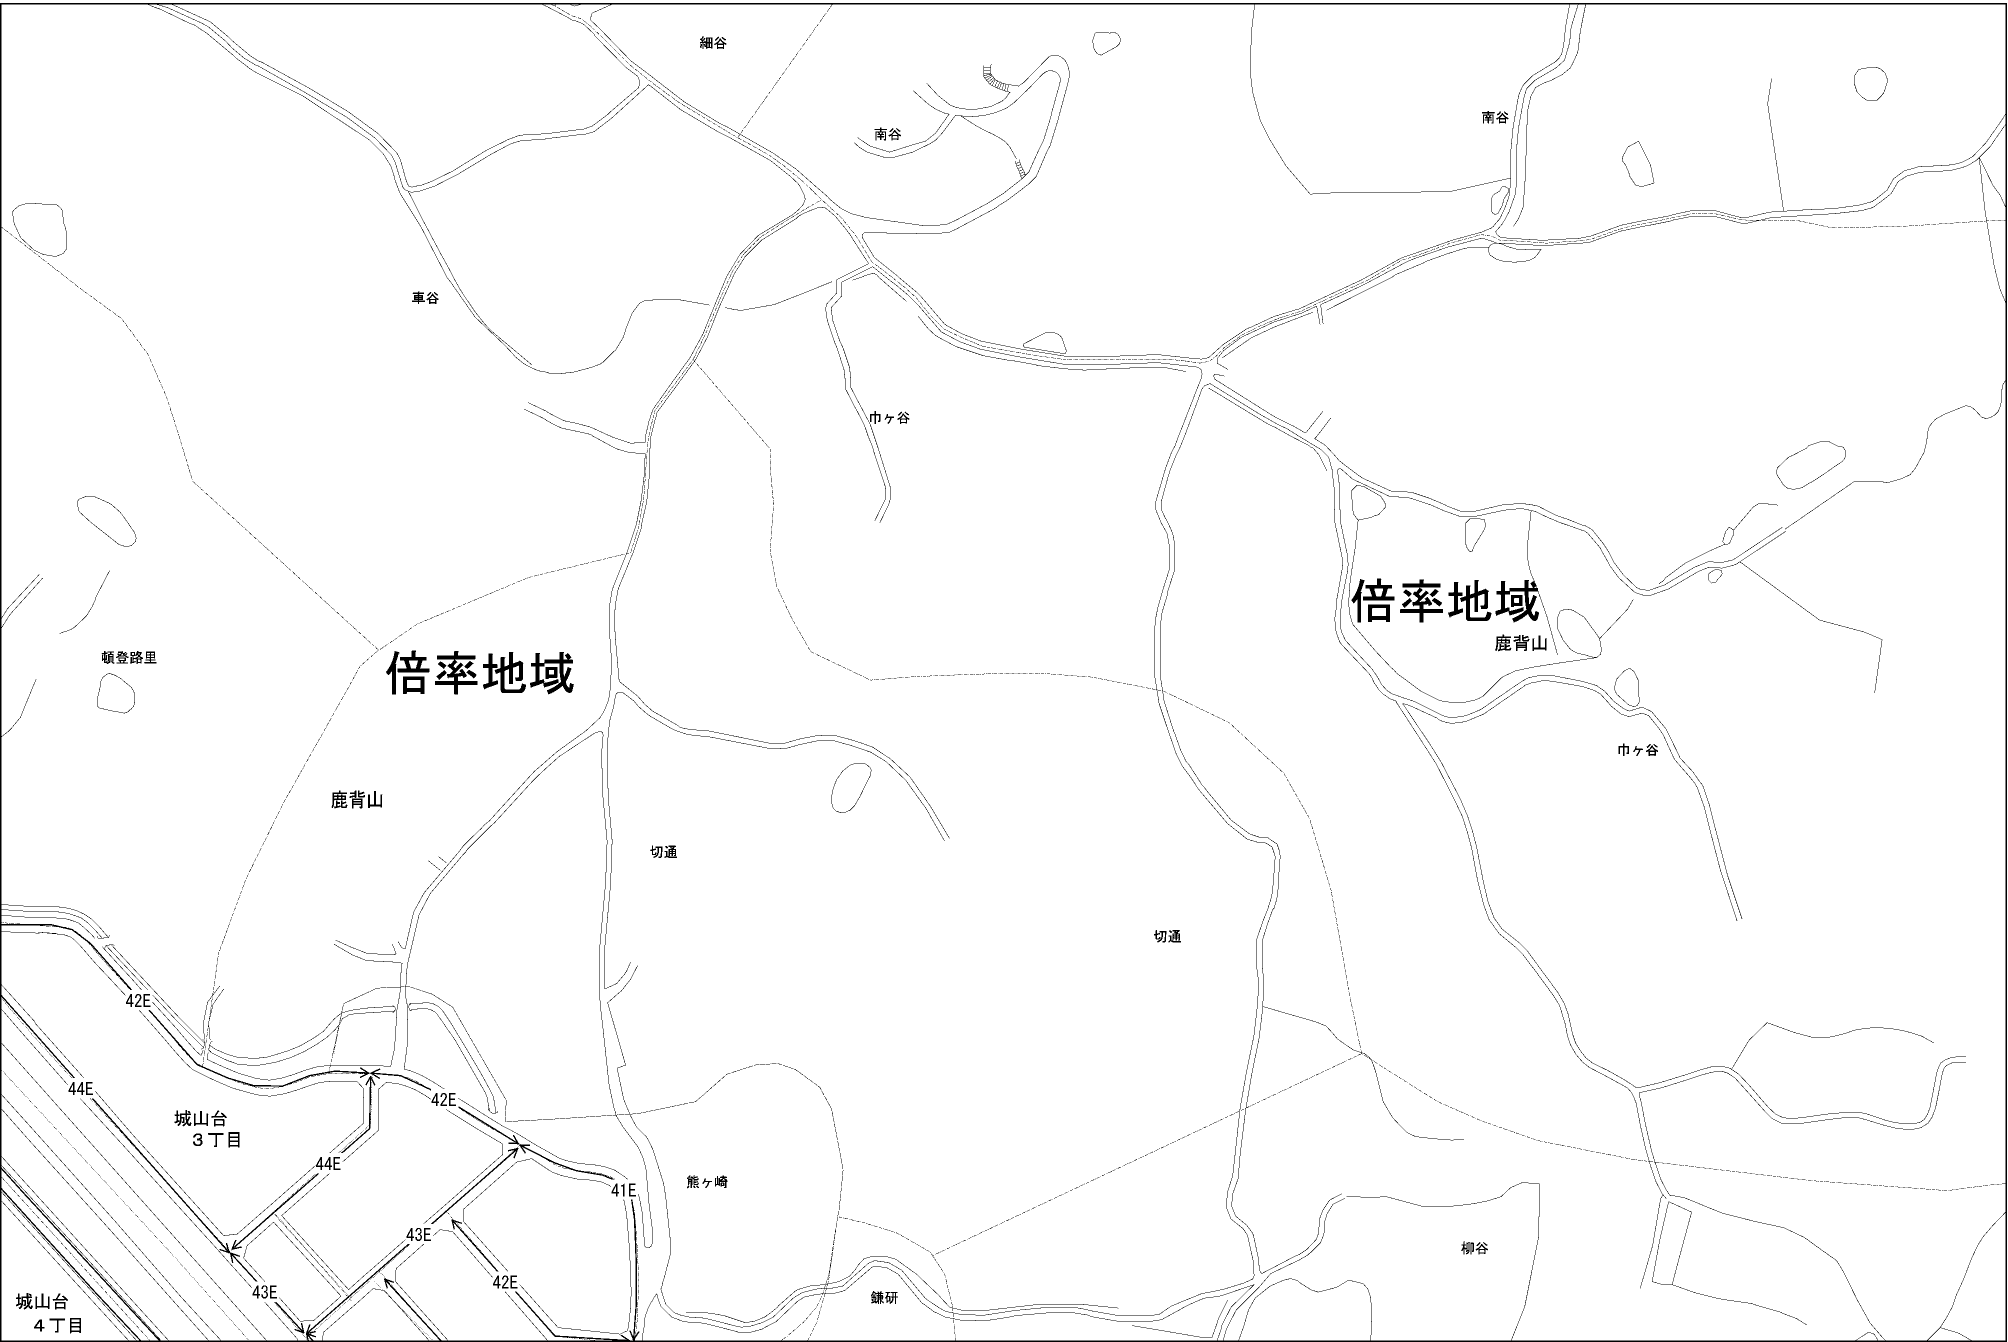 細谷
南谷
南谷
車谷
巾ヶ谷
倍率地域
鹿背山
頓登路里
倍率地域
巾ヶ谷
鹿背山
切通
切通
42E
44E
42E
城山台
３丁目
44E
41E
熊ヶ崎
43E
柳谷
42E
43E
鎌研
城山台
４丁目